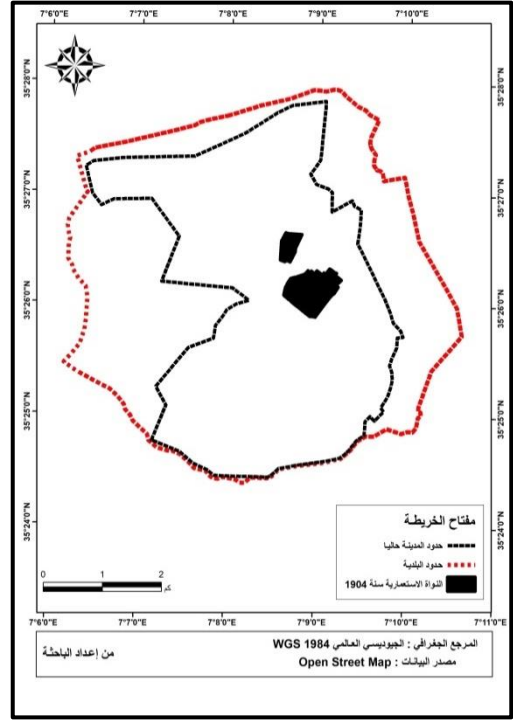 7°6'0"E 7°7'0"E 7°8'0"E 7°9'0"E 7°10'0"E
35°28'0"N 35°28'0"N
35°27'0"N 35°27'0"N
35°26'0"N 35°26'0"N
35°25'0"N 35°25'0"N
35°24'0"N 35°24'0"N
مفتاح الخريطة
حدود المدينة حاليا
حدود البلدية
النواة الاستعمارية سنة 1904
0 1 2
كم
7°6'0"E 7°7'0"E 7°8'0"E 7°9'0"E 7°10'0"E 7°11'0"E
المرجع الجغرافي : الجيوديسي العالمي WGS 1984
مصدر البيانات : Open Street Map
من إعداد الباحثة